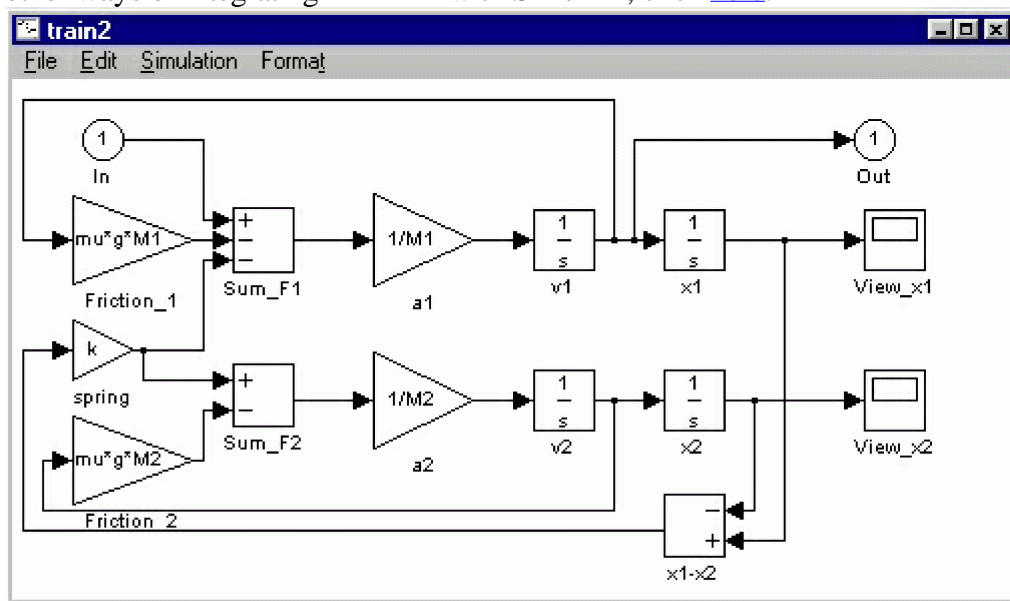 train2
File Edit Simulation Format
1
In
1
Out
mu*g*M1
Friction_1
+
−
−
Sum_F1
1/M1
a1
1
s
v1
1
s
x1
View_x1
k
spring
+
−
Sum_F2
1/M2
a2
1
s
v2
1
s
x2
View_x2
mu*g*M2
Friction_2
−
+
x1-x2